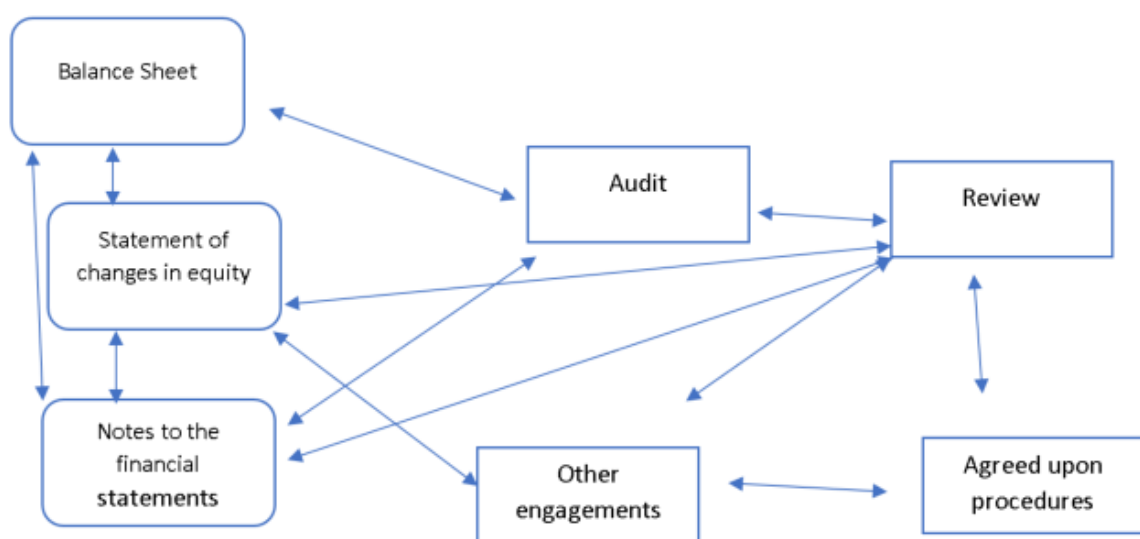 Balance Sheet
Audit
Review
Statement of
changes in equity
Notes to the
financial
statements
Other
engagements
Agreed upon
procedures